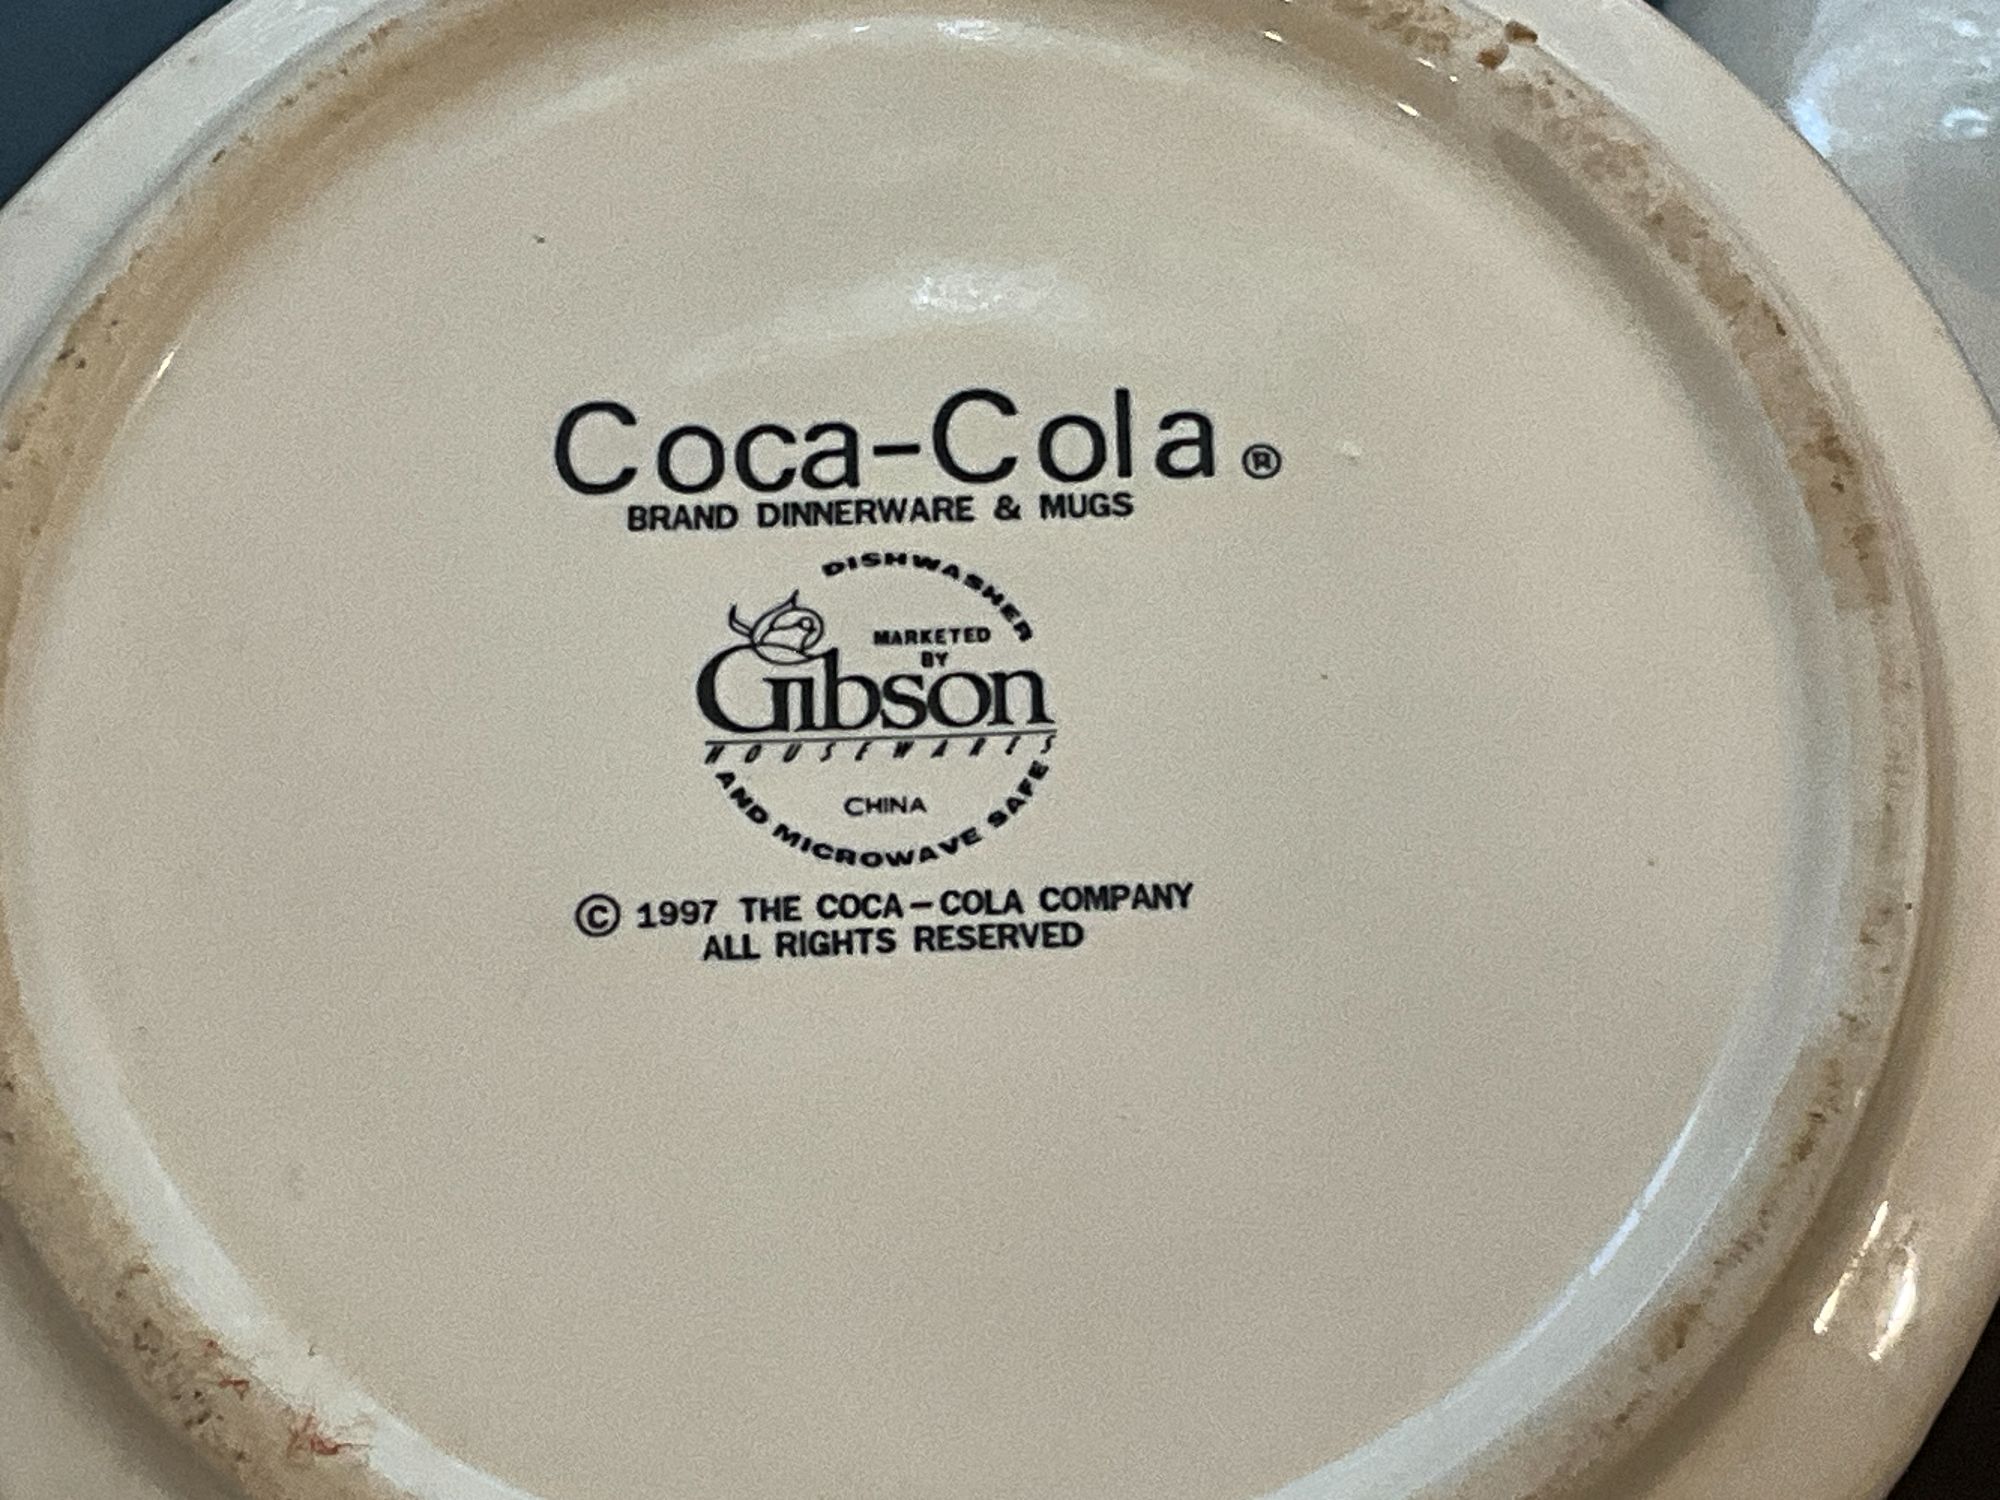 Coca-Cola®
BRAND DINNERWARE & MUGS
DISHWASHER
MARKETED
BY
Gibson
HOUSEWARES
CHINA
AND MICROWAVE SAFE
© 1997 THE COCA-COLA COMPANY
ALL RIGHTS RESERVED